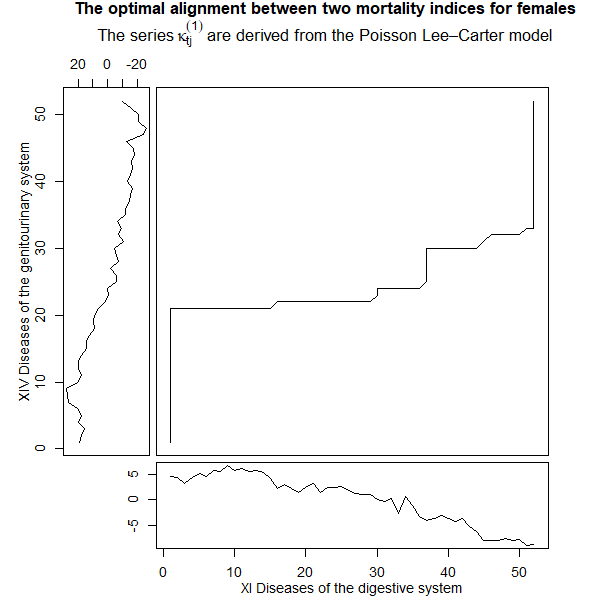 The optimal alignment between two mortality indices for females
The series κ_tj^(1) are derived from the Poisson Lee–Carter model
20 0 -20
50
40
30
20
10
0
XIV Diseases of the genitourinary system
5
0
-5
0 10 20 30 40 50
XI Diseases of the digestive system